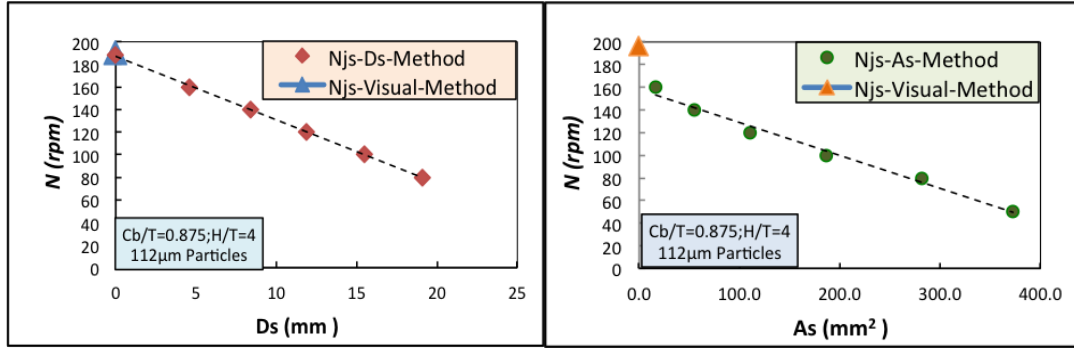 N (rpm)
200
180
160
140
120
100
80
60
40
20
0
Njs-Ds-Method
Njs-Visual-Method
Cb/T=0.875;H/T=4
112µm Particles
0
5
10
15
20
25
Ds (mm )
N (rpm)
200
180
160
140
120
100
80
60
40
20
0
Njs-As-Method
Njs-Visual-Method
Cb/T=0.875;H/T=4
112µm Particles
0.0
100.0
200.0
300.0
400.0
As (mm²)